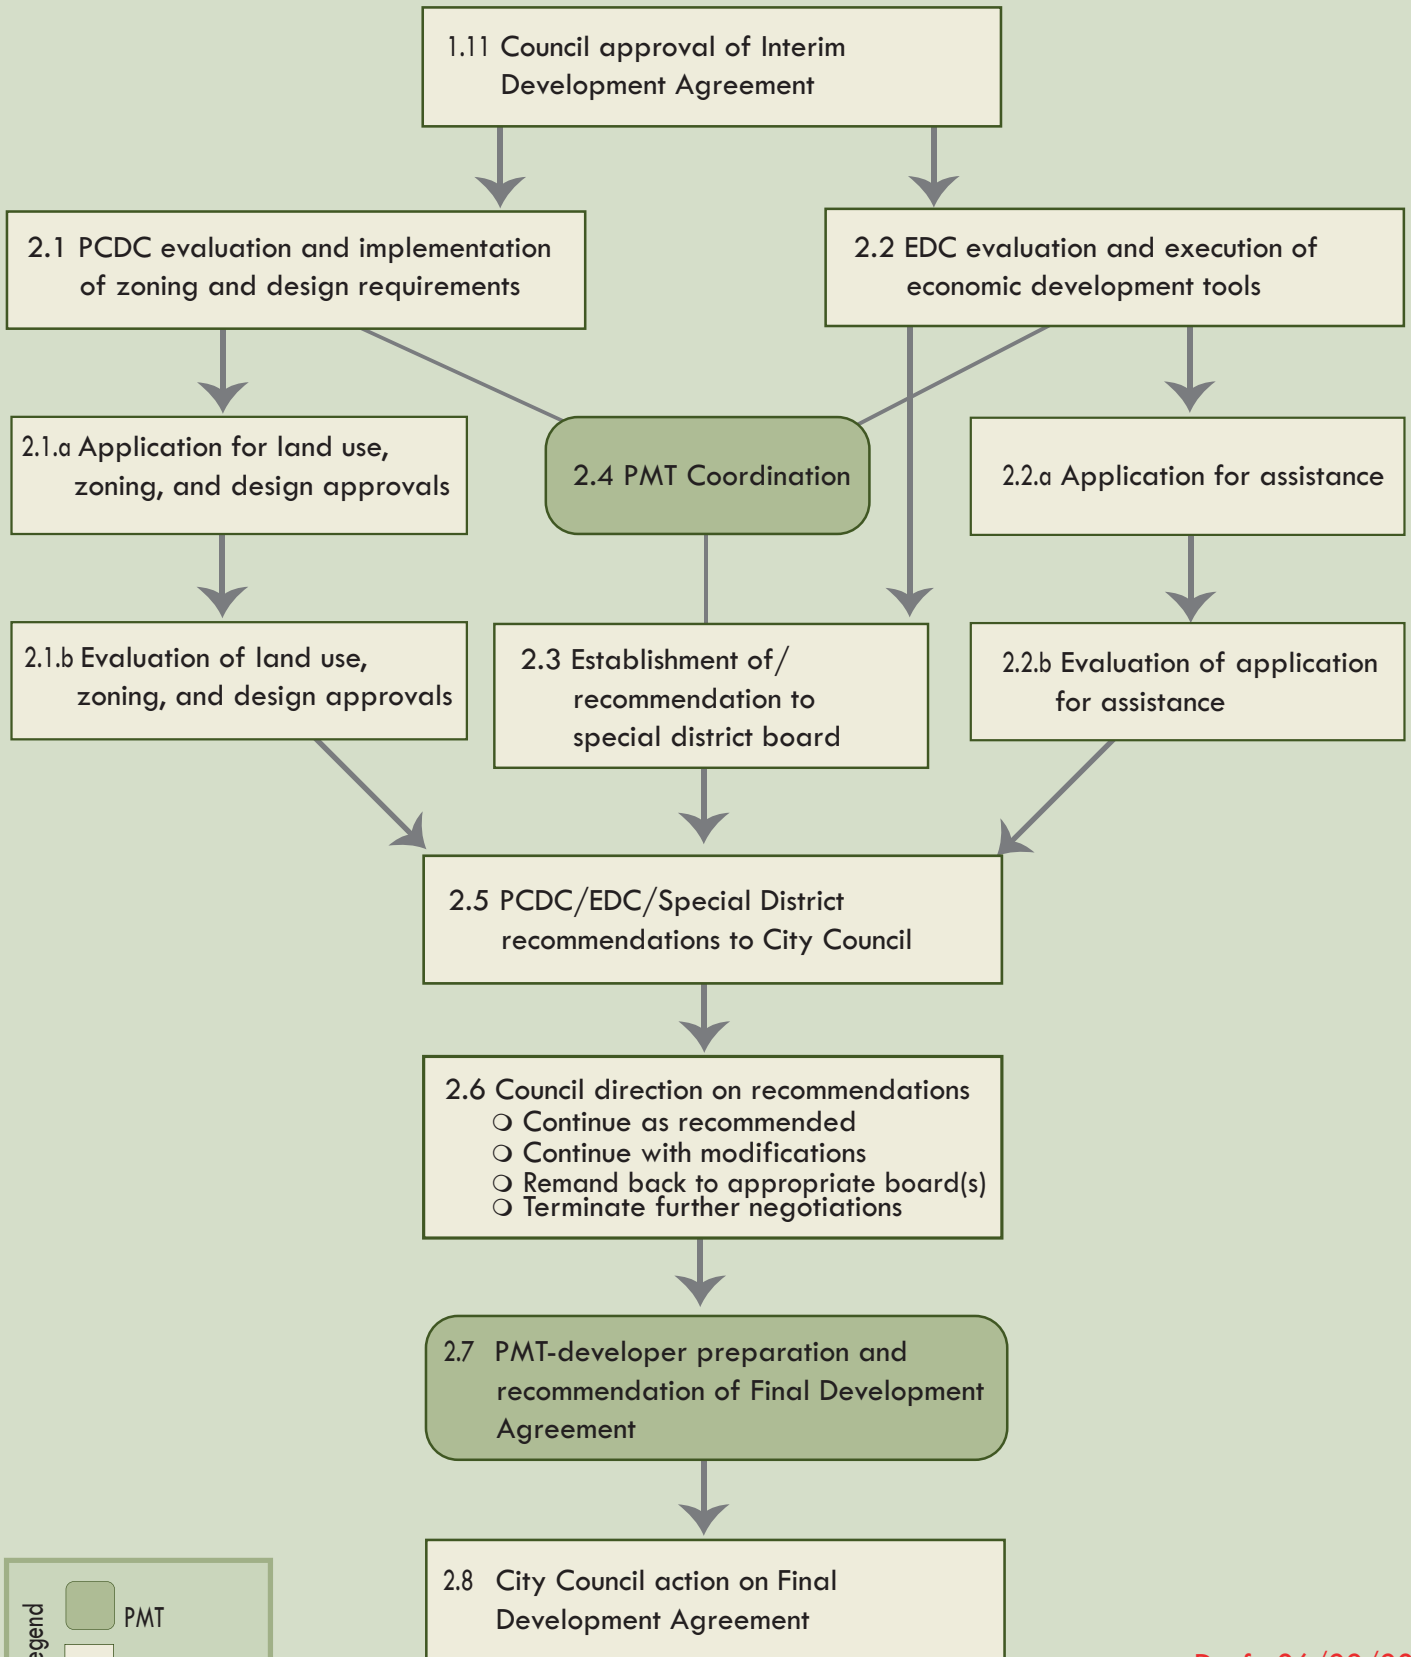 1.11 Council approval of Interim
Development Agreement
2.1 PCDC evaluation and implementation
of zoning and design requirements
2.2 EDC evaluation and execution of
economic development tools
2.1.a Application for land use,
zoning, and design approvals
2.4 PMT Coordination
2.2.a Application for assistance
2.1.b Evaluation of land use,
zoning, and design approvals
2.3 Establishment of/
recommendation to
special district board
2.2.b Evaluation of application
for assistance
2.5 PCDC/EDC/Special District
recommendations to City Council
2.6 Council direction on recommendations
❍ Continue as recommended
❍ Continue with modifications
❍ Remand back to appropriate board(s)
❍ Terminate further negotiations
2.7 PMT-developer preparation and
recommendation of Final Development
Agreement
2.8 City Council action on Final
Development Agreement
PMT